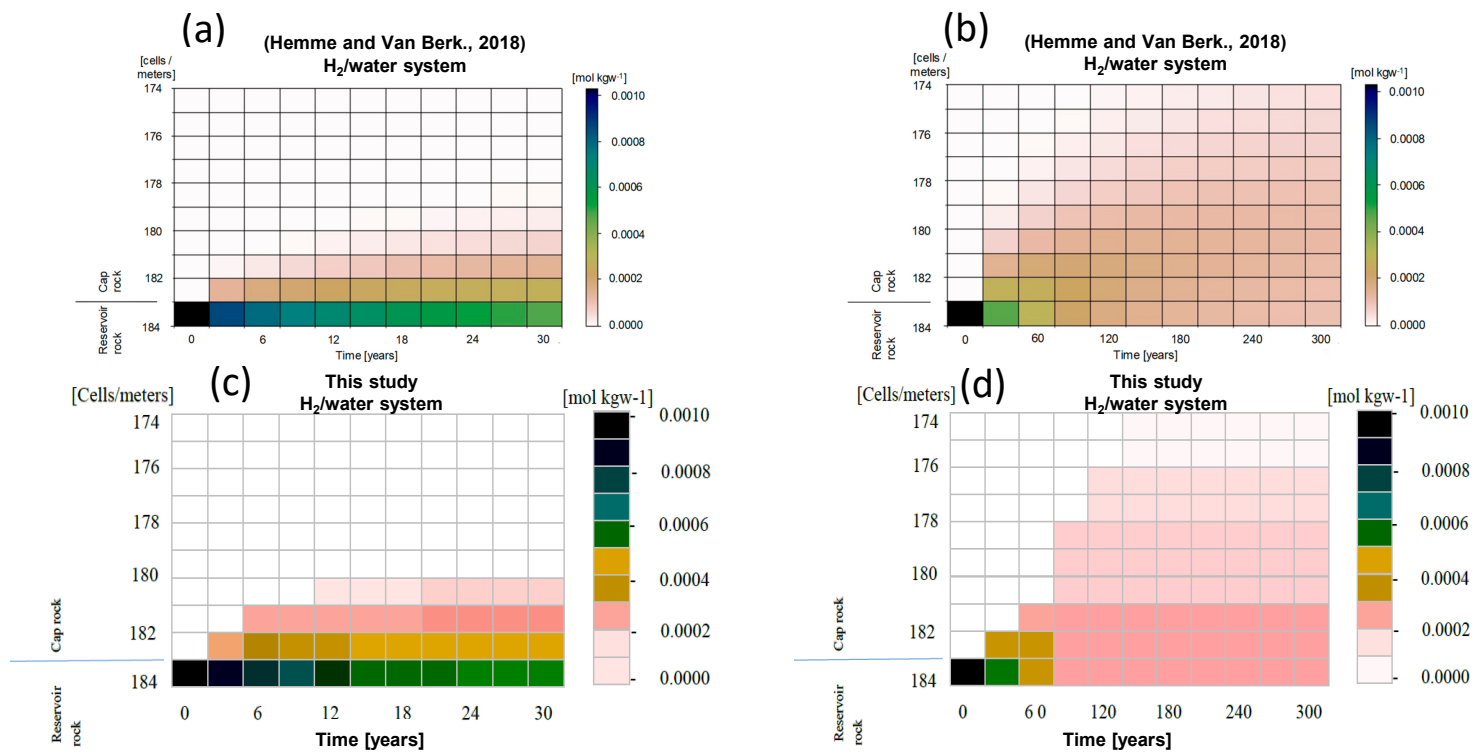 (a)
(Hemme and Van Berk., 2018)
H₂/water system
[cells /
meters]
[mol kgw-1]
174
176
178
180
182
184
Cap
rock
Reservoir
rock
0 6 12 18 24 30
Time [years]
0.0010
0.0008
0.0006
0.0004
0.0002
0.0000
(b)
(Hemme and Van Berk., 2018)
H₂/water system
[cells /
meters]
[mol kgw-1]
174
176
178
180
182
184
Cap
rock
Reservoir
rock
0 60 120 180 240 300
Time [years]
0.0010
0.0008
0.0006
0.0004
0.0002
0.0000
(c)
This study
H₂/water system
[Cells/meters]
[mol kgw-1]
174
176
178
180
182
184
Cap rock
Reservoir
rock
0 6 12 18 24 30
Time [years]
0.0010
0.0008
0.0006
0.0004
0.0002
0.0000
(d)
This study
H₂/water system
[Cells/meters]
[mol kgw-1]
174
176
178
180
182
184
Cap rock
Reservoir
rock
0 6 0 120 180 240 300
Time [years]
0.0010
0.0008
0.0006
0.0004
0.0002
0.0000